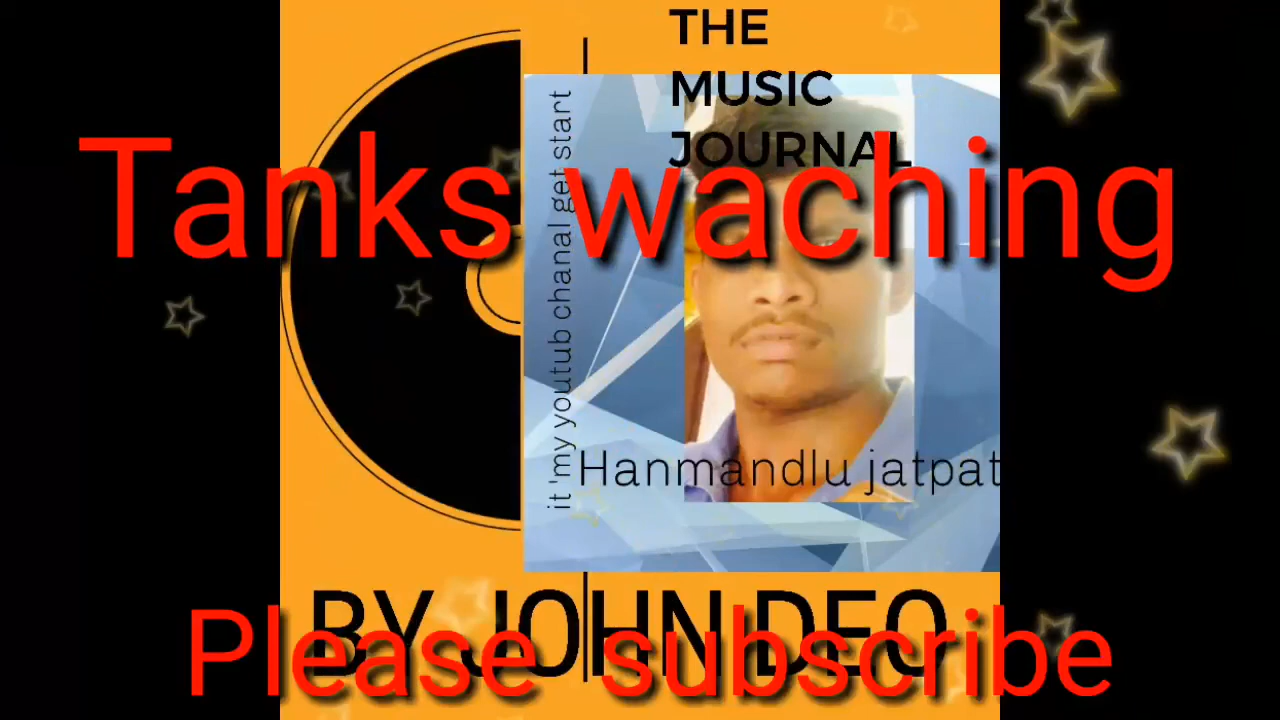 THE
MUSIC
JOURNAL
Tanks waching
it 'my youtub chanal get start
Hanmandlu jatpat
BY JOHN DEO
Please subscribe